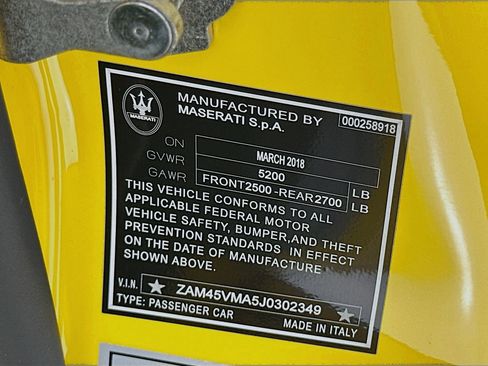 MASERATI
MANUFACTURED BY
MASERATI S.p.A.
000258918
ON MARCH 2018
GVWR 5200 LB
GAWR FRONT2500-REAR2700 LB
THIS VEHICLE CONFORMS TO ALL
APPLICABLE FEDERAL MOTOR
VEHICLE SAFETY, BUMPER,AND THEFT
PREVENTION STANDARDS IN EFFECT
ON THE DATE OF MANUFACTURE
SHOWN ABOVE.
V.I.N. ★ ZAM45VMA5J0302349 ★
TYPE: PASSENGER CAR MADE IN ITALY